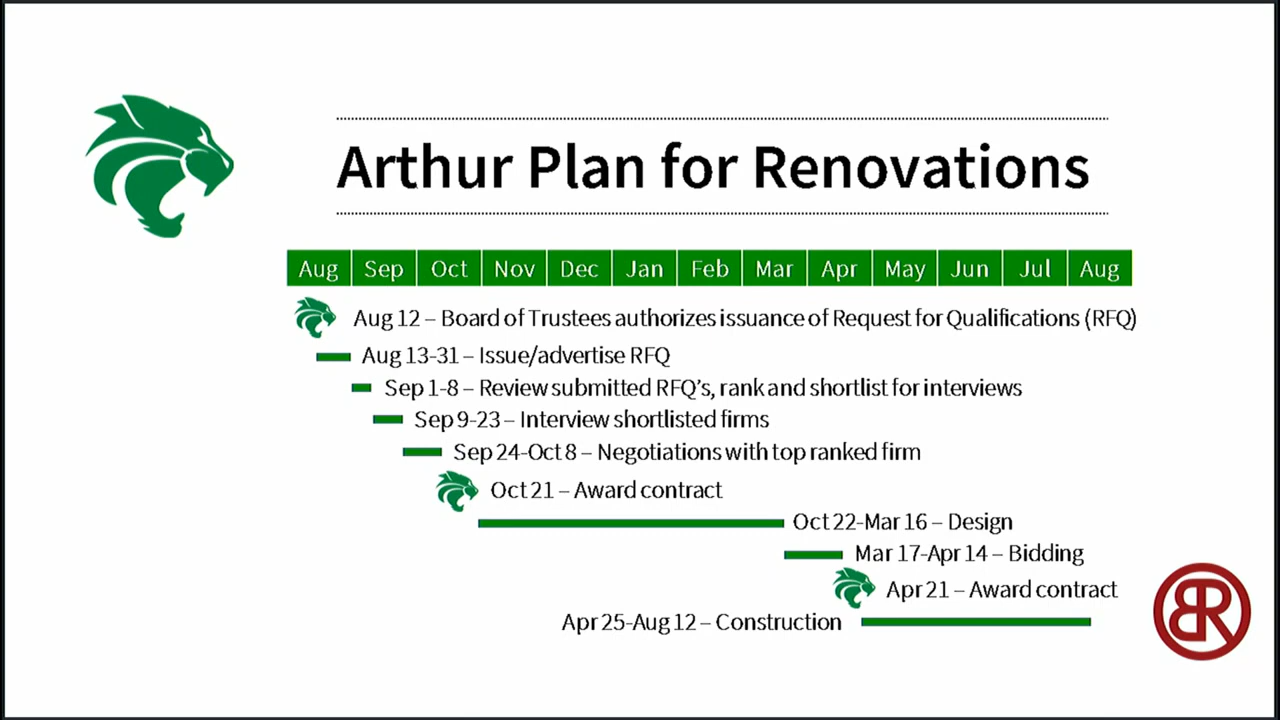 Arthur Plan for Renovations
Aug Sep Oct Nov Dec Jan Feb Mar Apr May Jun Jul Aug
Aug 12 – Board of Trustees authorizes issuance of Request for Qualifications (RFQ)
Aug 13-31 – Issue/advertise RFQ
Sep 1-8 – Review submitted RFQ's, rank and shortlist for interviews
Sep 9-23 – Interview shortlisted firms
Sep 24-Oct 8 – Negotiations with top ranked firm
Oct 21 – Award contract
Oct 22-Mar 16 – Design
Mar 17-Apr 14 – Bidding
Apr 21 – Award contract
Apr 25-Aug 12 – Construction
BR